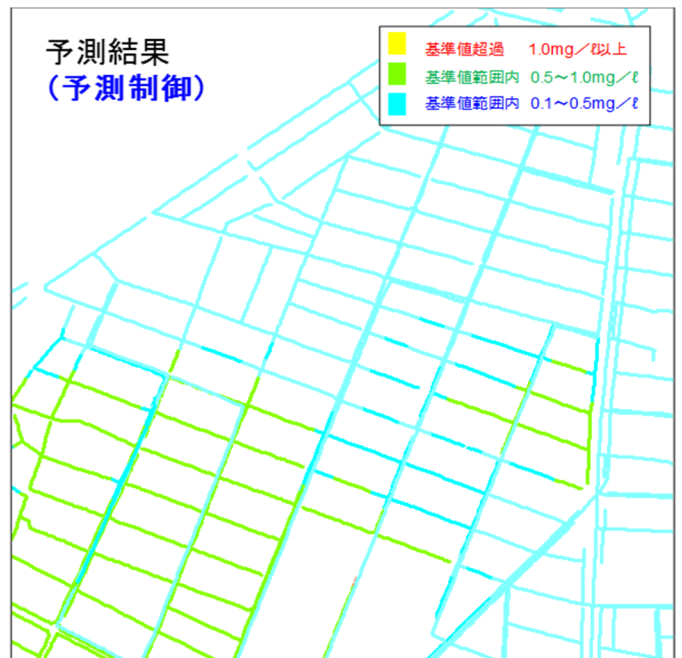 予測結果
（予測制御）
基準値超過 1.0mg／ℓ以上
基準値範囲内 0.5～1.0mg／ℓ
基準値範囲内 0.1～0.5mg／ℓ